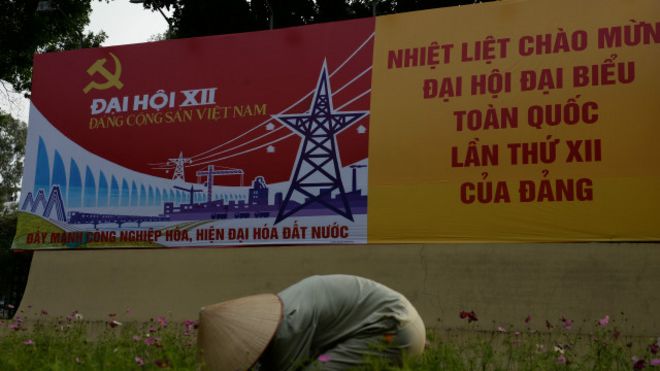 ĐẠI HỘI XII
ĐẢNG CỘNG SẢN VIỆT NAM
ĐẨY MẠNH CÔNG NGHIỆP HÓA, HIỆN ĐẠI HÓA ĐẤT NƯỚC
NHIỆT LIỆT CHÀO MỪNG
ĐẠI HỘI ĐẠI BIỂU
TOÀN QUỐC
LẦN THỨ XII
CỦA ĐẢNG